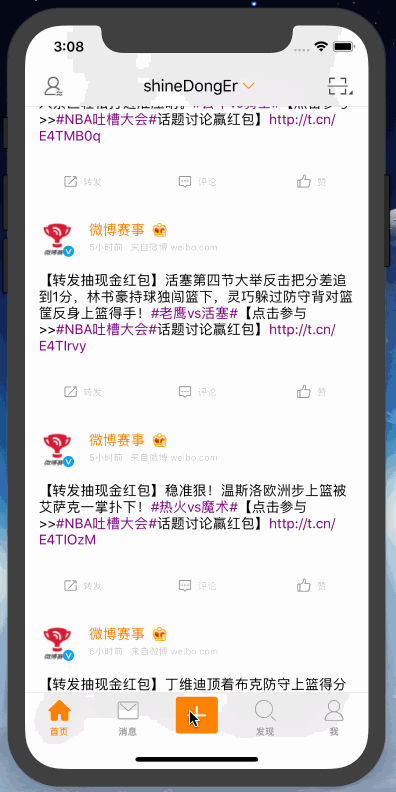 3:08
shineDongEr
>>#NBA吐槽大会#话题讨论赢红包】http://t.cn/
E4TMB0q
转发 评论 赞
微博赛事
5小时前 来自微博 weibo.com
【转发抽现金红包】活塞第四节大举反击把分差追
到1分，林书豪持球独闯篮下，灵巧躲过防守背对篮
筐反身上篮得手！#老鹰vs活塞#【点击参与
>>#NBA吐槽大会#话题讨论赢红包】http://t.cn/
E4TIrvy
转发 评论 赞
微博赛事
5小时前 来自微博 weibo.com
【转发抽现金红包】稳准狠！温斯洛欧洲步上篮被
艾萨克一掌扑下！#热火vs魔术#【点击参与
>>#NBA吐槽大会#话题讨论赢红包】http://t.cn/
E4TIOzM
转发 评论 赞
微博赛事
6小时前 来自微博 weibo.com
【转发抽现金红包】丁维迪顶着布克防守上篮得分
首页 消息 发现 我